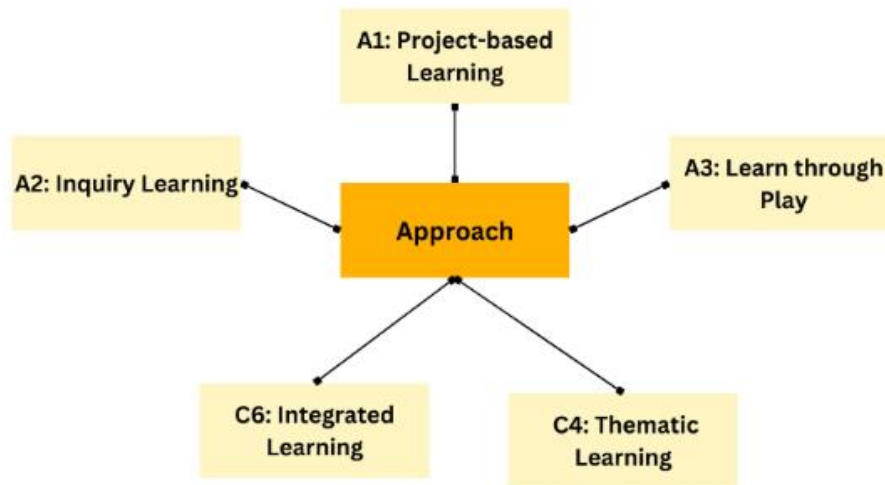 A1: Project-based
Learning
A2: Inquiry Learning
A3: Learn through
Play
Approach
C6: Integrated
Learning
C4: Thematic
Learning